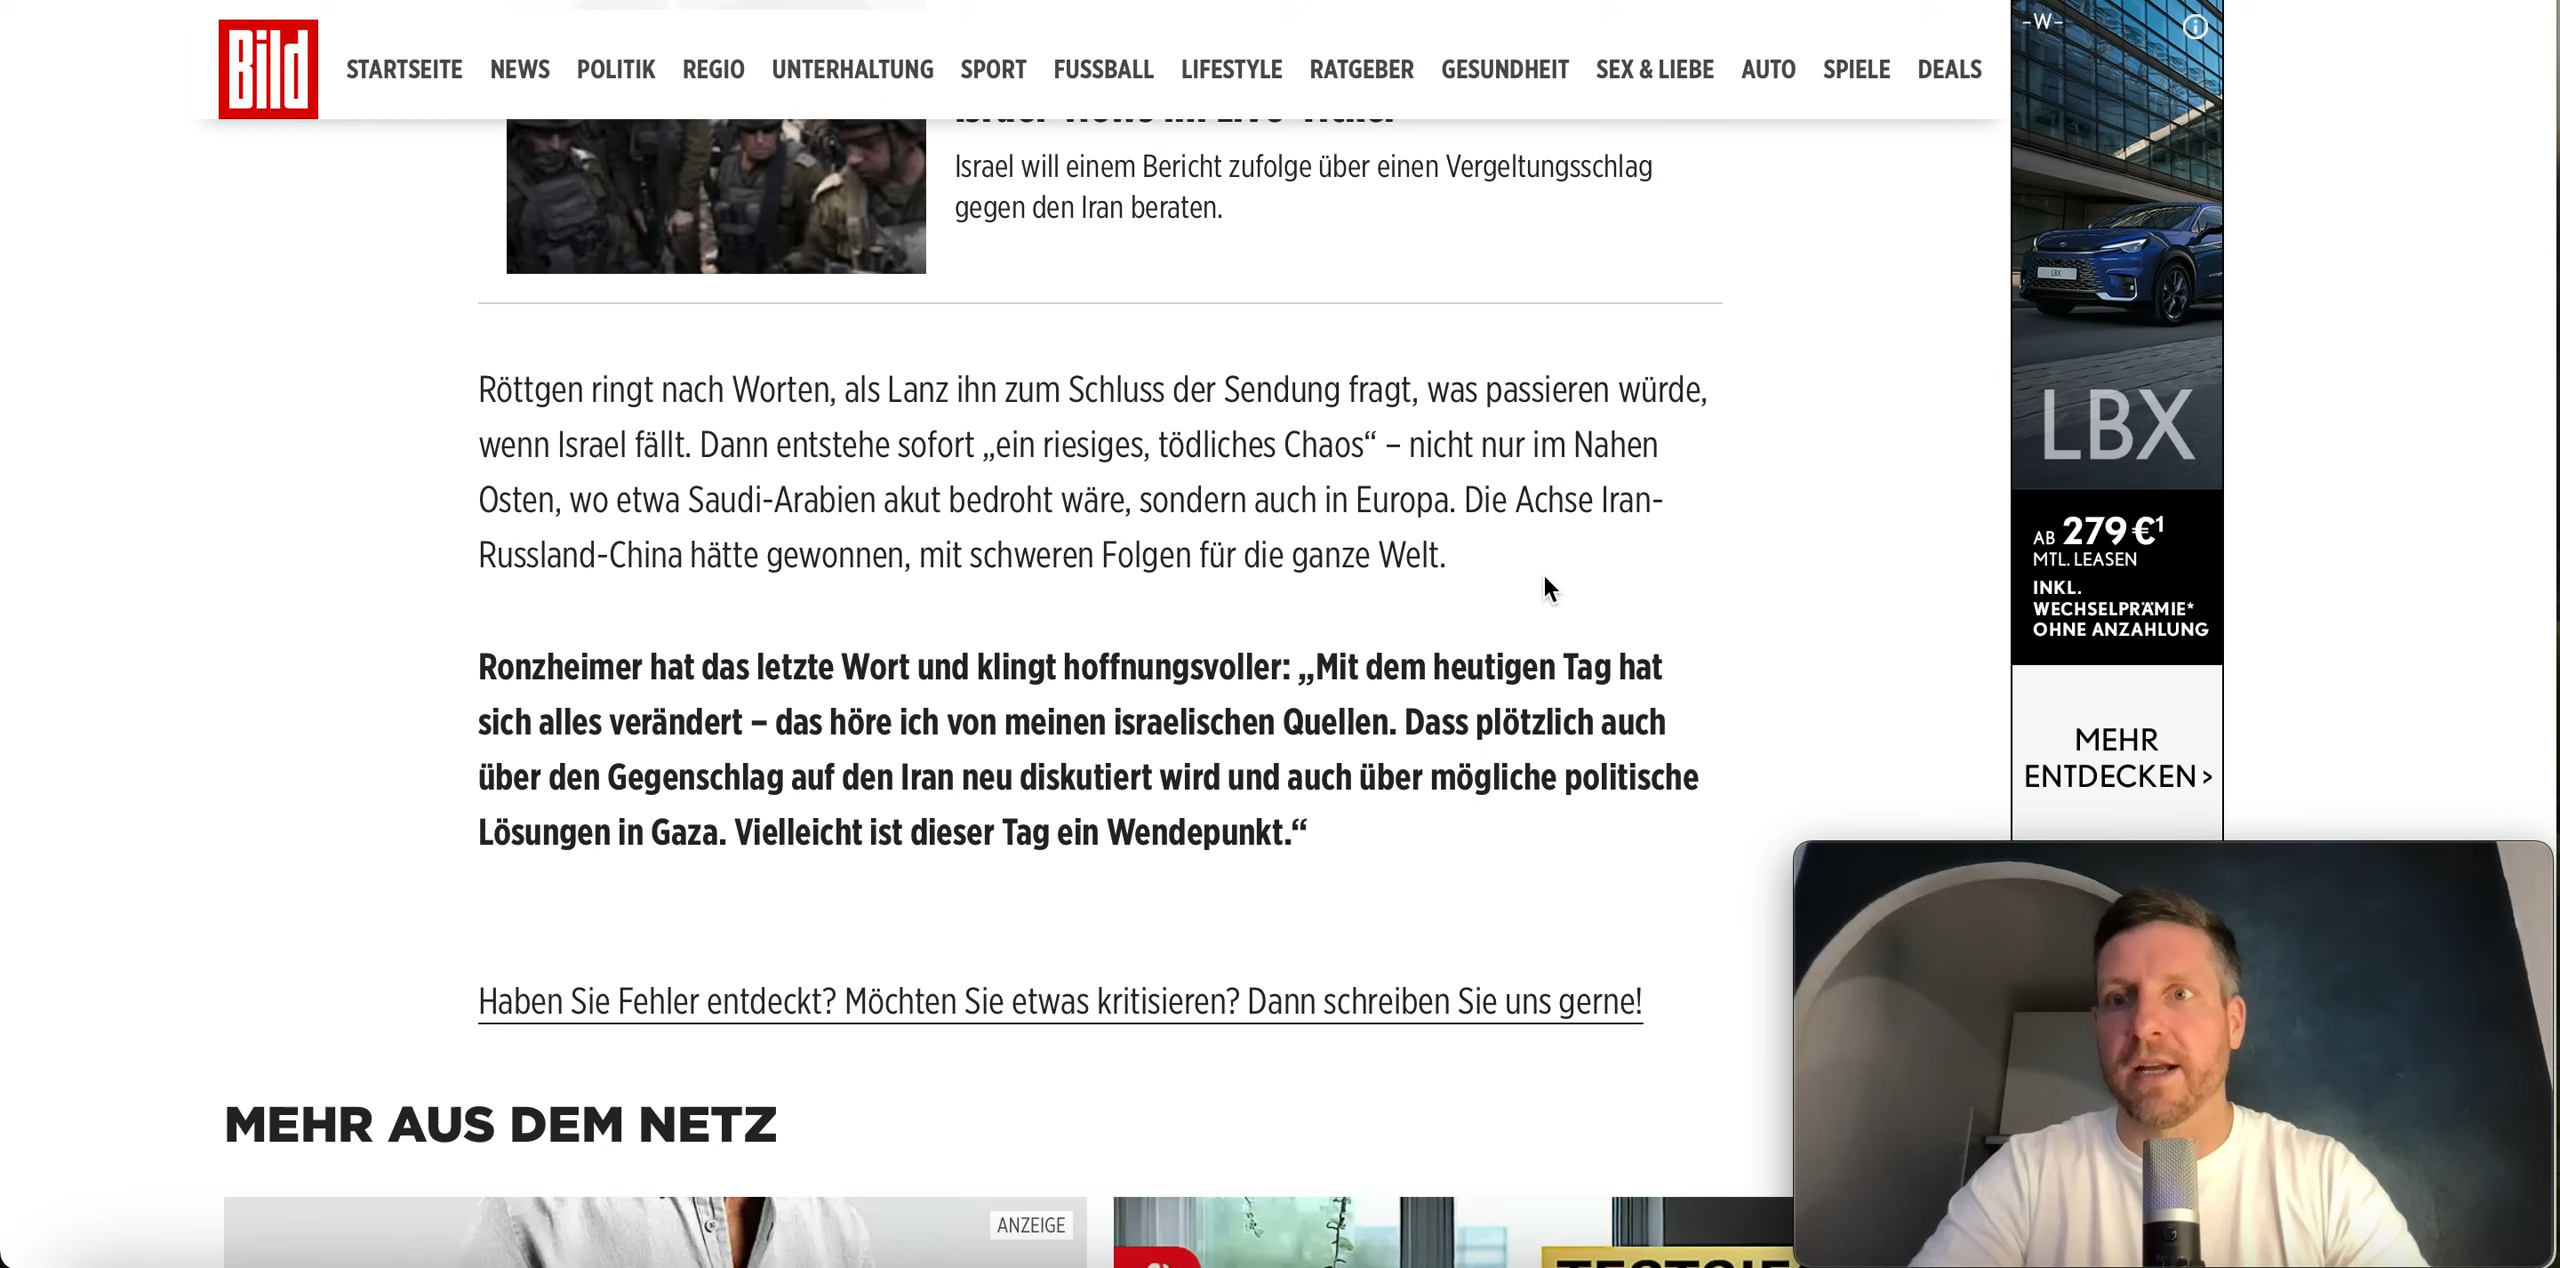 Bild
STARTSEITE NEWS POLITIK REGIO UNTERHALTUNG SPORT FUSSBALL LIFESTYLE RATGEBER GESUNDHEIT SEX & LIEBE AUTO SPIELE DEALS
Israel will einem Bericht zufolge über einen Vergeltungsschlag
gegen den Iran beraten.
Röttgen ringt nach Worten, als Lanz ihn zum Schluss der Sendung fragt, was passieren würde,
wenn Israel fällt. Dann entstehe sofort „ein riesiges, tödliches Chaos“ – nicht nur im Nahen
Osten, wo etwa Saudi-Arabien akut bedroht wäre, sondern auch in Europa. Die Achse Iran-
Russland-China hätte gewonnen, mit schweren Folgen für die ganze Welt.
Ronzheimer hat das letzte Wort und klingt hoffnungsvoller: „Mit dem heutigen Tag hat
sich alles verändert – das höre ich von meinen israelischen Quellen. Dass plötzlich auch
über den Gegenschlag auf den Iran neu diskutiert wird und auch über mögliche politische
Lösungen in Gaza. Vielleicht ist dieser Tag ein Wendepunkt.“
Haben Sie Fehler entdeckt? Möchten Sie etwas kritisieren? Dann schreiben Sie uns gerne!
MEHR AUS DEM NETZ
ANZEIGE
-W-
LBX
LBX
AB 279 €¹
MTL. LEASEN
INKL.
WECHSELPRÄMIE*
OHNE ANZAHLUNG
MEHR
ENTDECKEN >